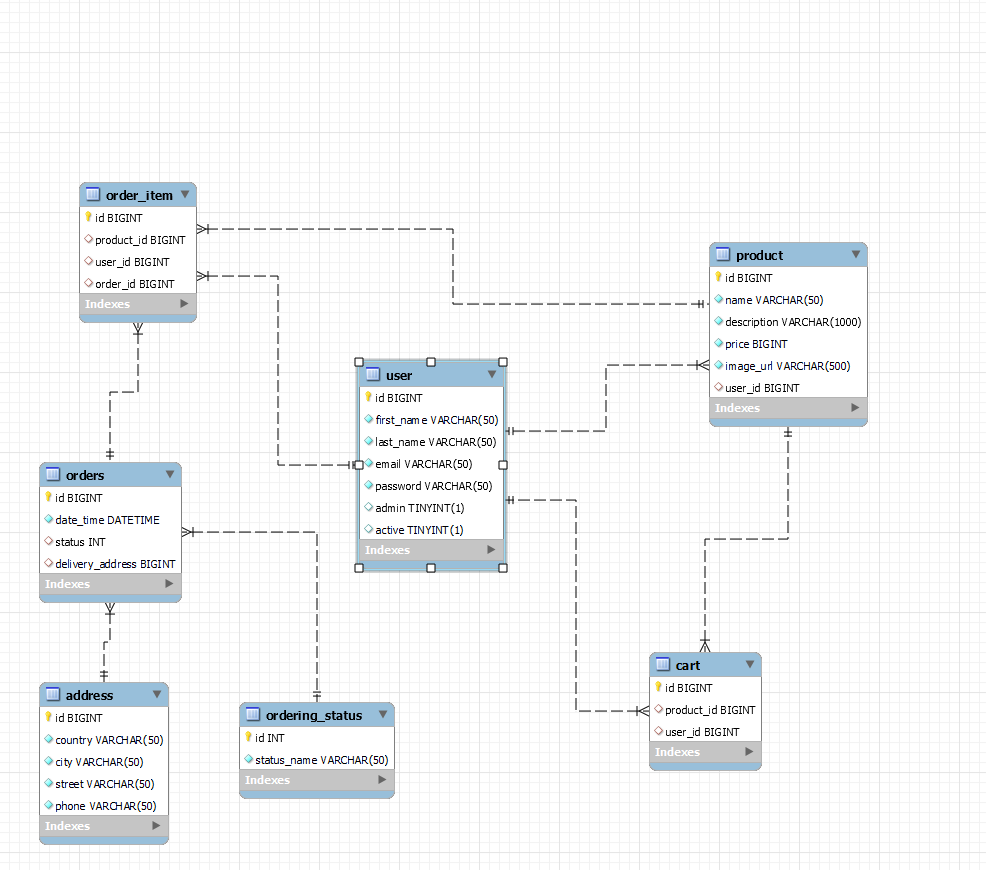 order_item
id BIGINT
product_id BIGINT
user_id BIGINT
order_id BIGINT
Indexes
product
id BIGINT
name VARCHAR(50)
description VARCHAR(1000)
price BIGINT
image_url VARCHAR(500)
user_id BIGINT
Indexes
user
id BIGINT
first_name VARCHAR(50)
last_name VARCHAR(50)
email VARCHAR(50)
password VARCHAR(50)
admin TINYINT(1)
active TINYINT(1)
Indexes
orders
id BIGINT
date_time DATETIME
status INT
delivery_address BIGINT
Indexes
cart
id BIGINT
product_id BIGINT
user_id BIGINT
Indexes
address
id BIGINT
country VARCHAR(50)
city VARCHAR(50)
street VARCHAR(50)
phone VARCHAR(50)
Indexes
ordering_status
id INT
status_name VARCHAR(50)
Indexes